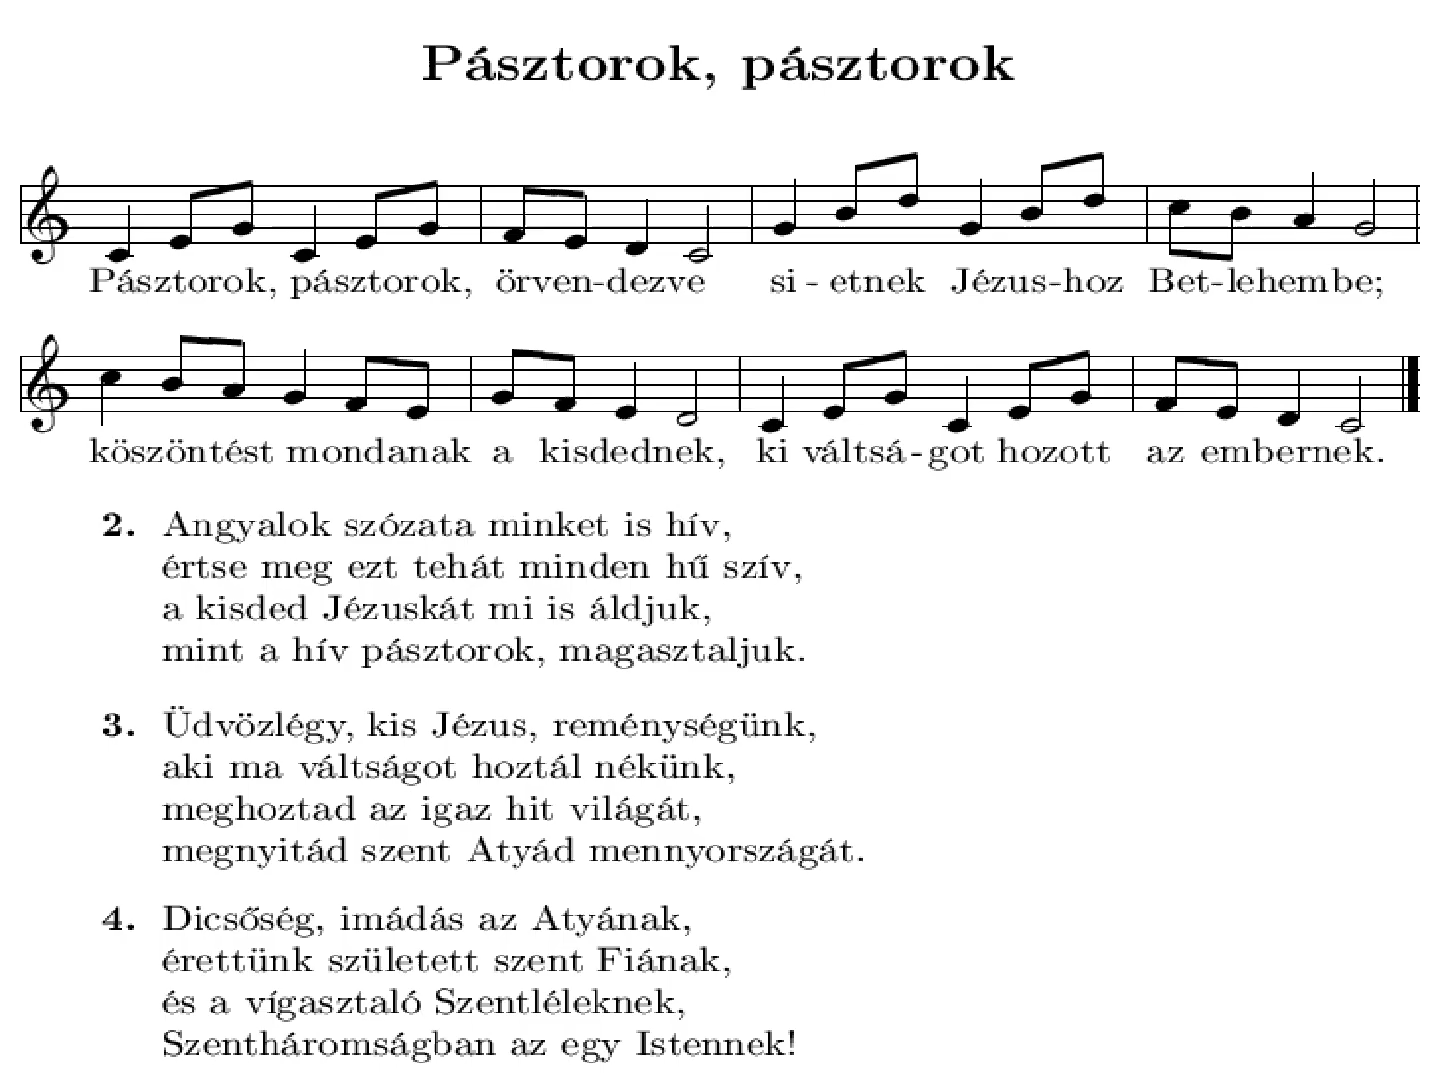 Pásztorok, pásztorok
Pásztorok, pásztorok, örven-dezve si-etnek Jézus-hoz Bet-lehembe;
köszöntést mondanak a kisdednek, ki váltsá-got hozott az embernek.
2. Angyalok szózata minket is hív,
értse meg ezt tehát minden hű szív,
a kisded Jézuskát mi is áldjuk,
mint a hív pásztorok, magasztaljuk.
3. Üdvözlégy, kis Jézus, reménységünk,
aki ma váltságot hoztál nékünk,
meghoztad az igaz hit világát,
megnyitád szent Atyád mennyországát.
4. Dicsőség, imádás az Atyának,
érettünk született szent Fiának,
és a vígasztaló Szentléleknek,
Szentháromságban az egy Istennek!